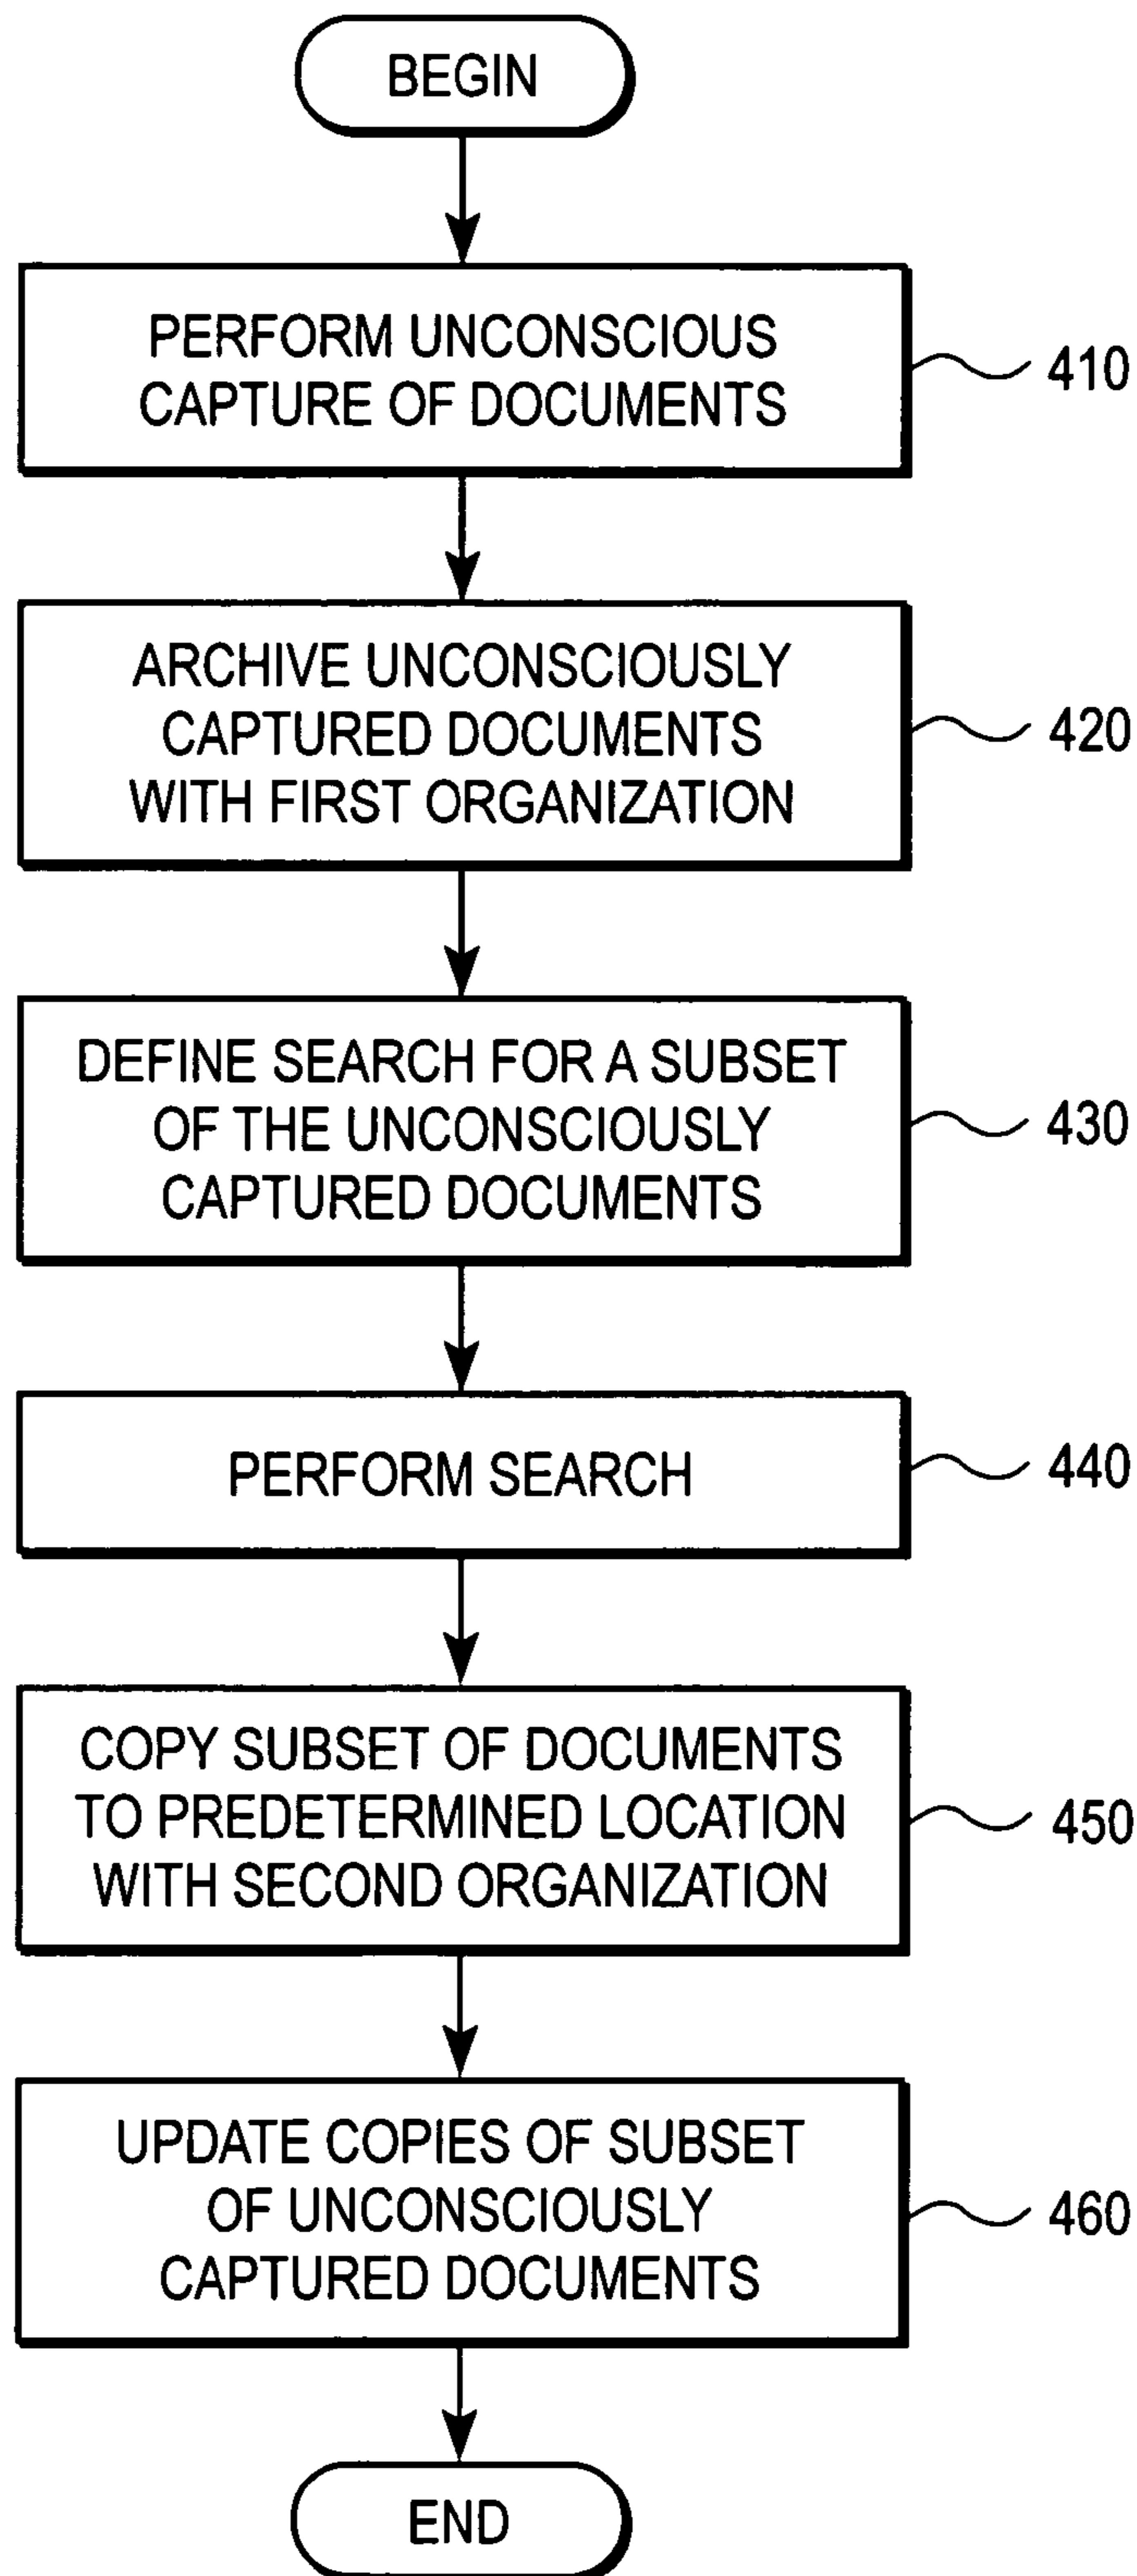 BEGIN
PERFORM UNCONSCIOUS
CAPTURE OF DOCUMENTS
410
ARCHIVE UNCONSCIOUSLY
CAPTURED DOCUMENTS
WITH FIRST ORGANIZATION
420
DEFINE SEARCH FOR A SUBSET
OF THE UNCONSCIOUSLY
CAPTURED DOCUMENTS
430
PERFORM SEARCH
440
COPY SUBSET OF DOCUMENTS
TO PREDETERMINED LOCATION
WITH SECOND ORGANIZATION
450
UPDATE COPIES OF SUBSET
OF UNCONSCIOUSLY
CAPTURED DOCUMENTS
460
END